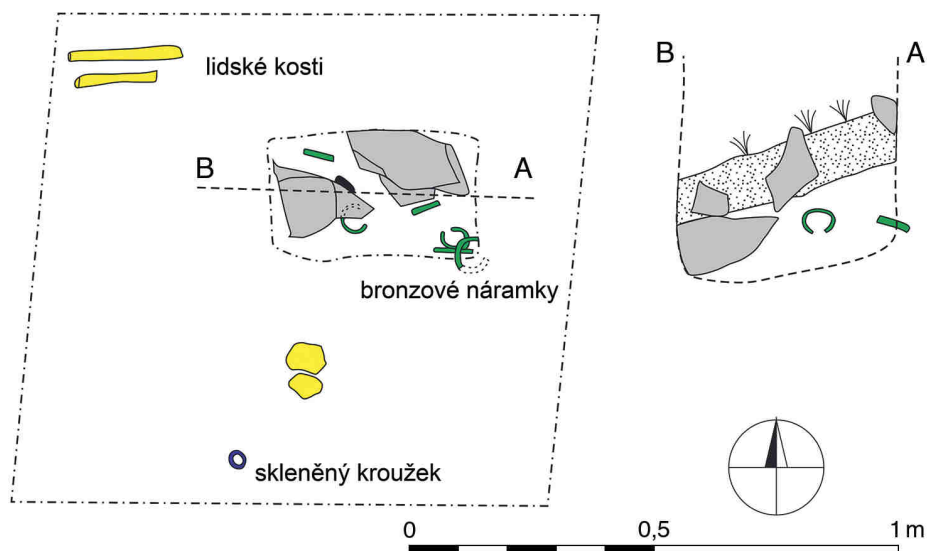 lidské kosti
B
A
bronzové náramky
skleněný kroužek
B
A
0
0,5
1 m